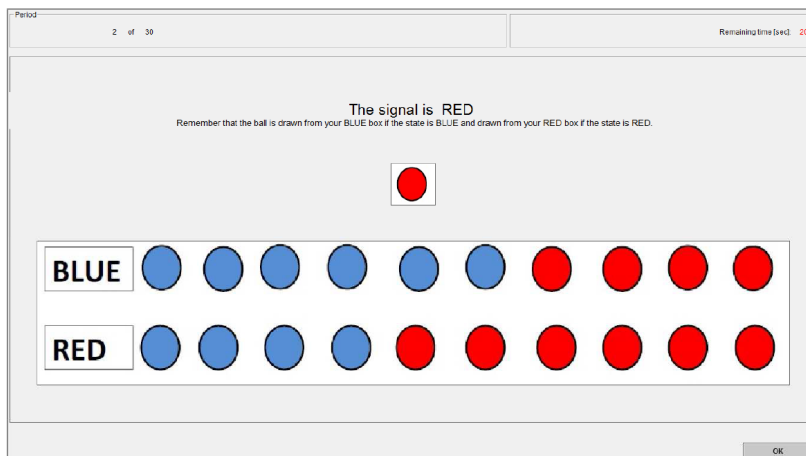 Period
2 of 30
Remaining time [sec]: 20
The signal is RED
Remember that the ball is drawn from your BLUE box if the state is BLUE and drawn from your RED box if the state is RED.
BLUE
RED
OK